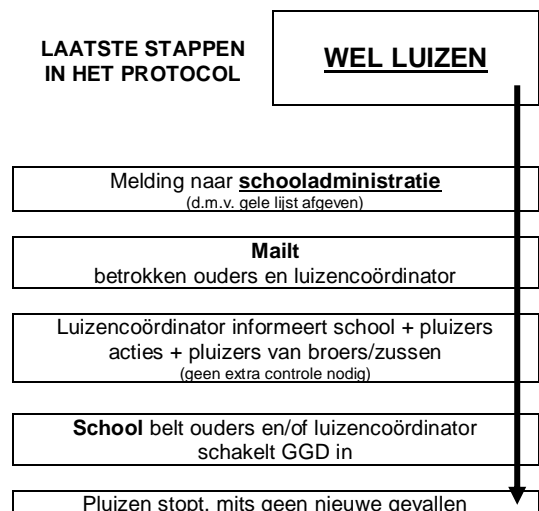 LAATSTE STAPPEN
IN HET PROTOCOL
WEL LUIZEN
Melding naar schooladministratie
(d.m.v. gele lijst afgeven)
Mailt
betrokken ouders en luizencoördinator
Luizencoördinator informeert school + pluizers
acties + pluizers van broers/zussen
(geen extra controle nodig)
School belt ouders en/of luizencoördinator
schakelt GGD in
Pluizen stopt, mits geen nieuwe gevallen